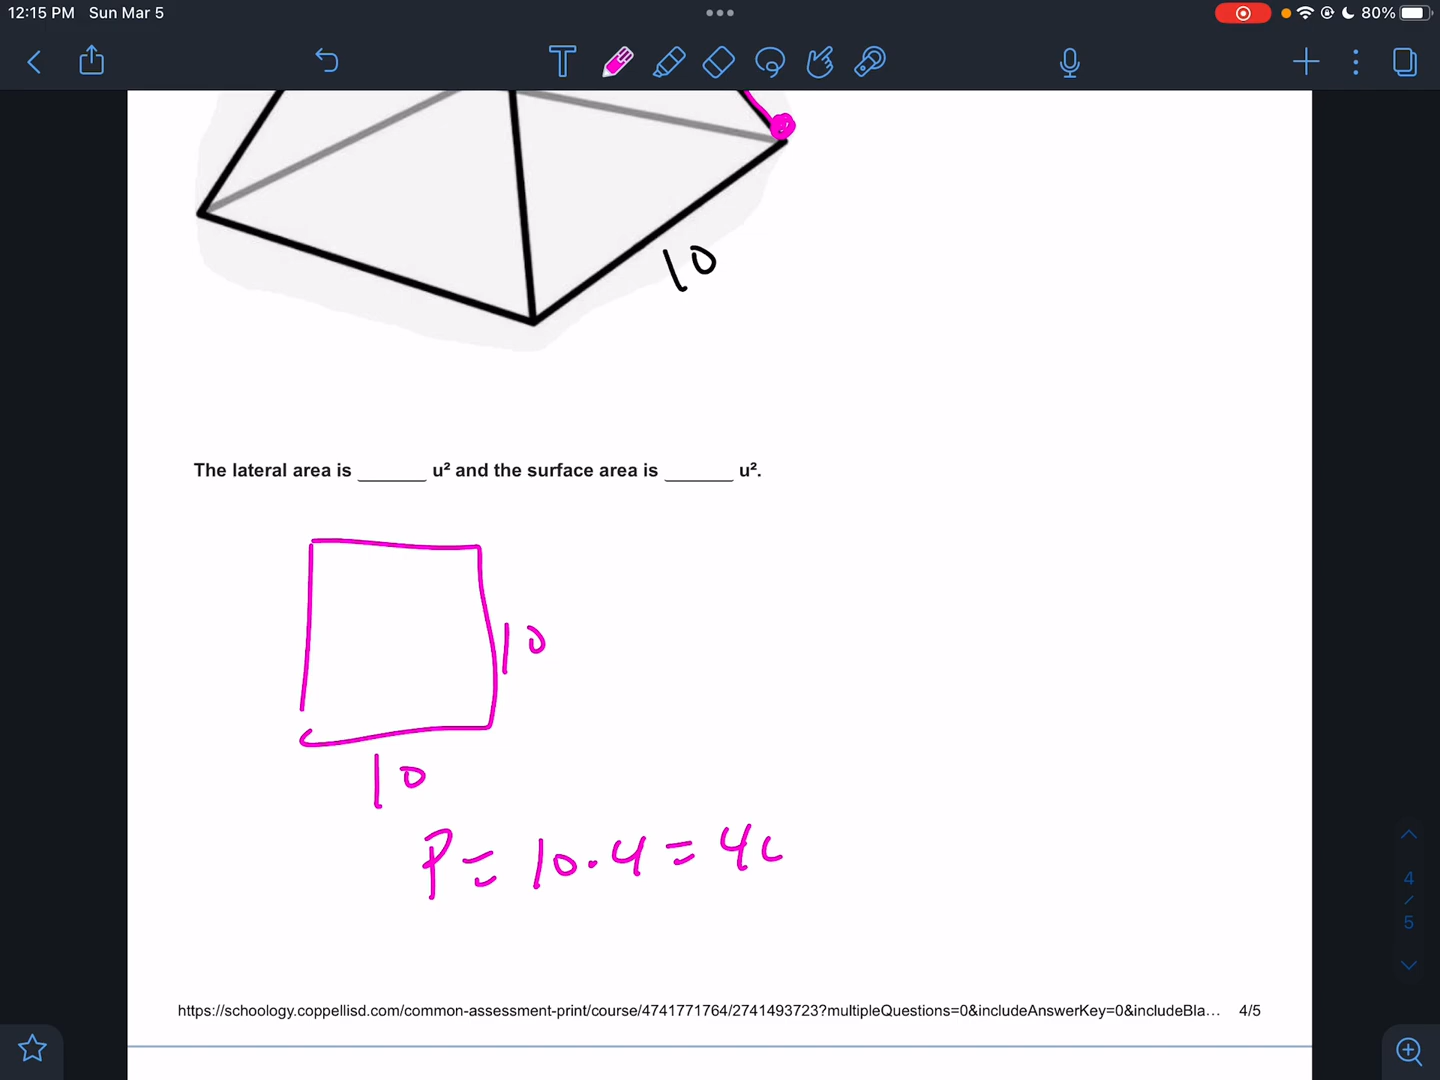 12:15 PM Sun Mar 5
80%
T
10
The lateral area is ______ u² and the surface area is ______ u².
10
10
P= 10·4=40
4
/
5
https://schoology.coppellisd.com/common-assessment-print/course/4741771764/2741493723?multipleQuestions=0&includeAnswerKey=0&includeBla... 4/5